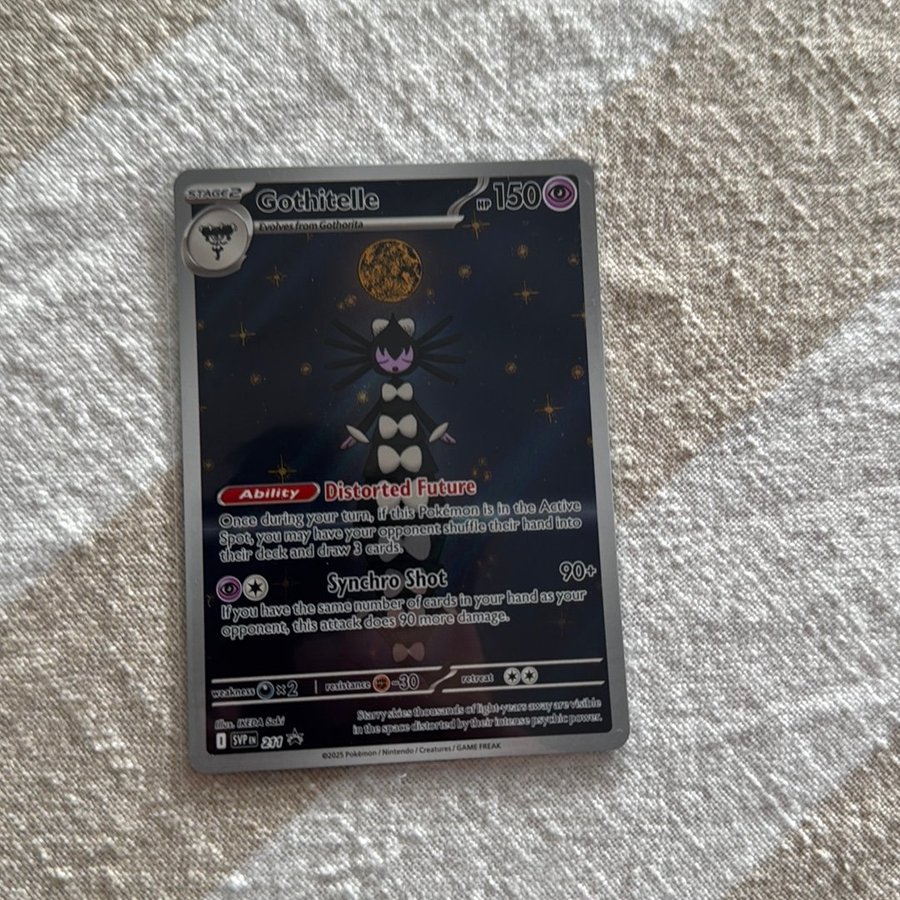 STAGE 2 Gothitelle HP 150
Evolves from Gothorita
Ability Distorted Future
Once during your turn, if this Pokémon is in the Active
Spot, you may have your opponent shuffle their hand into
their deck and draw 3 cards.
Synchro Shot 90+
If you have the same number of cards in your hand as your
opponent, this attack does 90 more damage.
weakness ×2 resistance -30 retreat
Illus. IKEDA Saki
Starry skies thousands of light-years away are visible
in the space distorted by their intense psychic power.
I SVP EN 211
©2025 Pokémon / Nintendo / Creatures / GAME FREAK